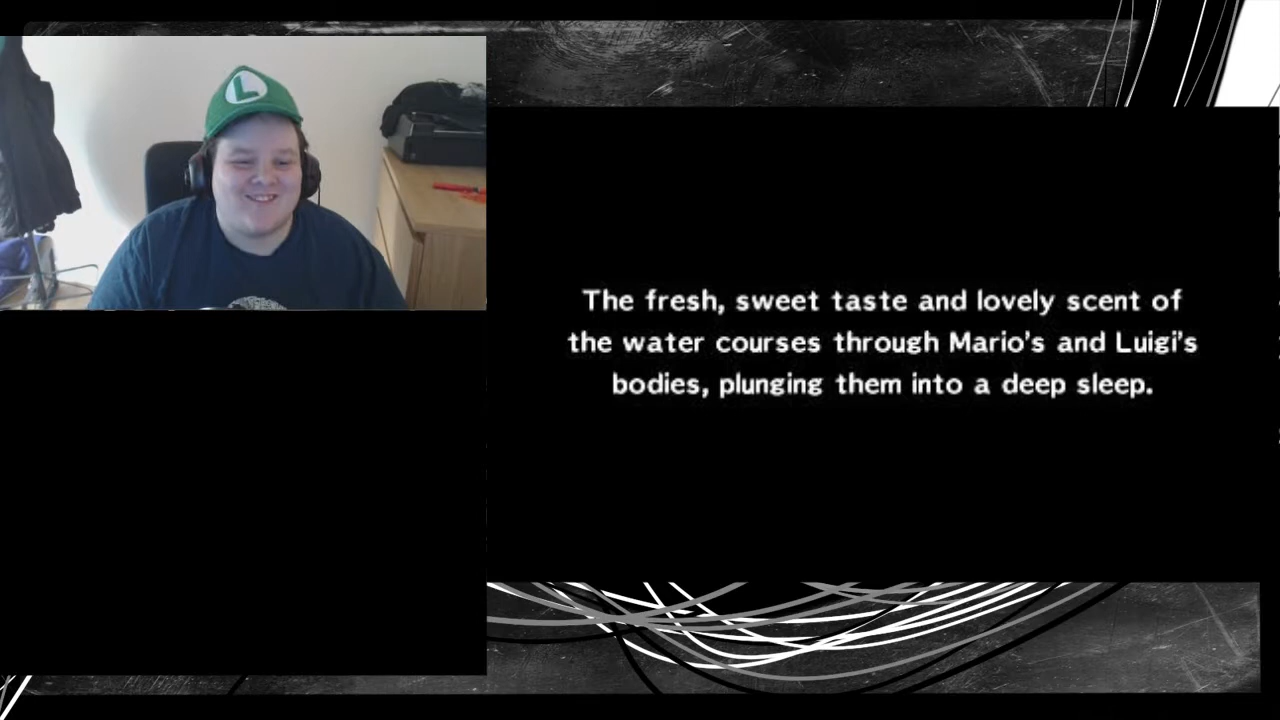 L
The fresh, sweet taste and lovely scent of
the water courses through Mario's and Luigi's
bodies, plunging them into a deep sleep.